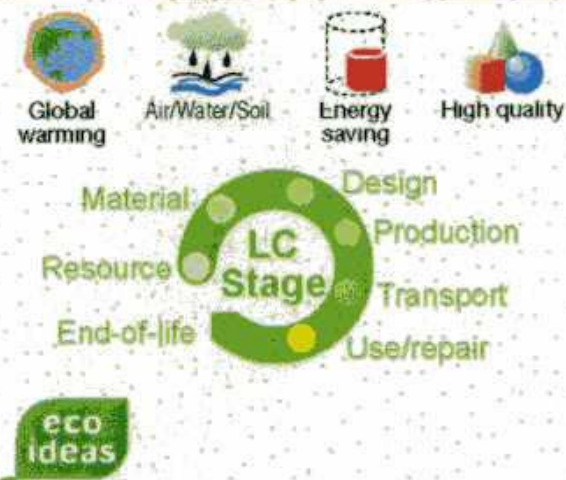 Global
warming
Air/Water/Soil
Energy
saving
High quality
Material
Design
LC
Stage
Production
Resource
Transport
End-of-life
Use/repair
eco
ideas